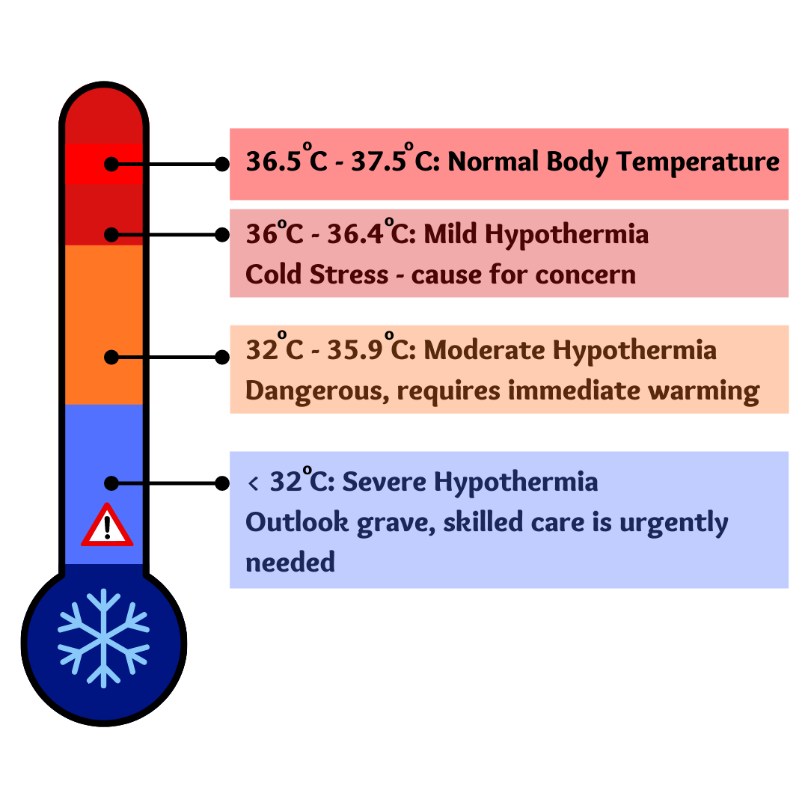 36.5°C - 37.5°C: Normal Body Temperature
36°C - 36.4°C: Mild Hypothermia
Cold Stress - cause for concern
32°C - 35.9°C: Moderate Hypothermia
Dangerous, requires immediate warming
< 32°C: Severe Hypothermia
Outlook grave, skilled care is urgently
needed
!